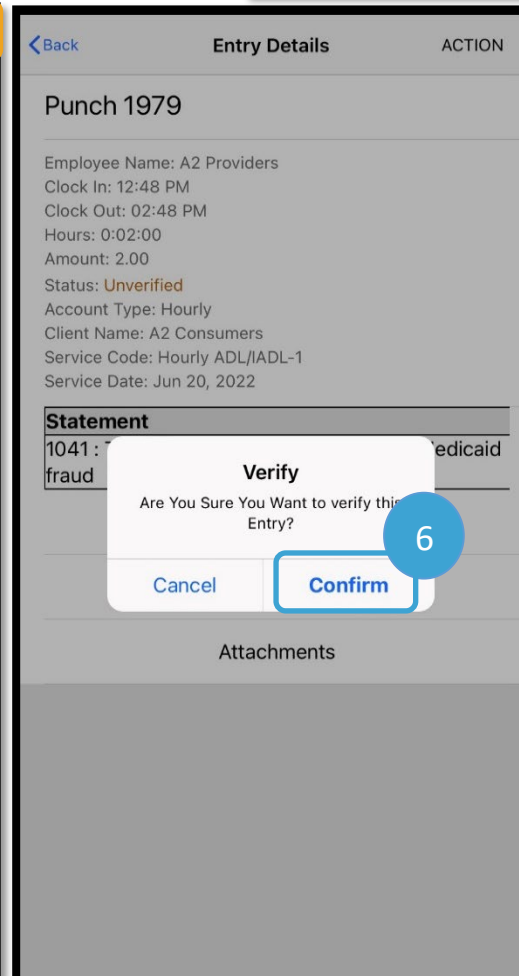 Back Entry Details ACTION
Punch 1979
Employee Name: A2 Providers
Clock In: 12:48 PM
Clock Out: 02:48 PM
Hours: 0:02:00
Amount: 2.00
Status: Unverified
Account Type: Hourly
Client Name: A2 Consumers
Service Code: Hourly ADL/IADL-1
Service Date: Jun 20, 2022
Statement
1041 :
fraud
Verify
Are You Sure You Want to verify this
Entry?
6
Cancel Confirm
Attachments